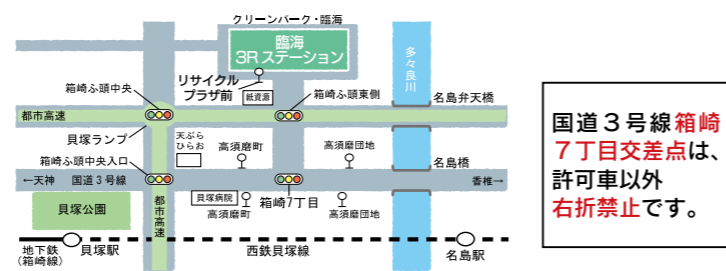 クリーンパーク・臨海
臨海
3Rステーション
多々良川
リサイクル
プラザ前
紙資源
箱崎ふ頭中央
箱崎ふ頭東側
名島弁天橋
都市高速
貝塚ランプ
天ぷら
ひらお
高須磨町
高須磨団地
箱崎ふ頭中央入口
名島橋
←天神
国道3号線
香椎→
貝塚公園
都市高速
貝塚病院
高須磨町
箱崎7丁目
高須磨団地
地下鉄
(箱崎線)
貝塚駅
西鉄貝塚線
名島駅
国道3号線箱崎
7丁目交差点は、
許可車以外
右折禁止です。